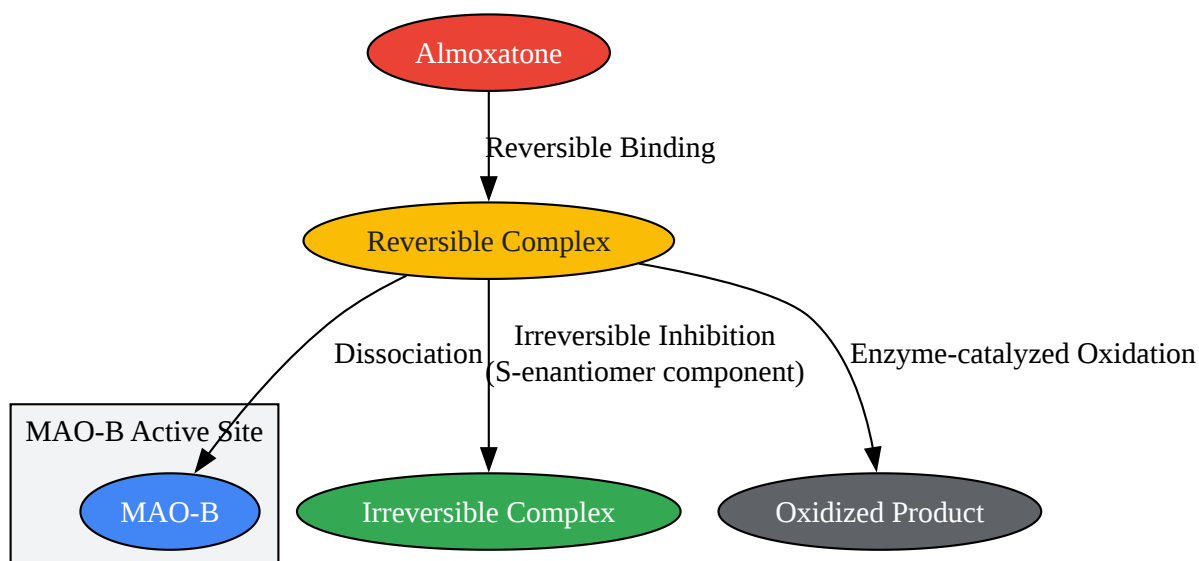 Almoxatone
Reversible Binding
Reversible Complex
Dissociation
Irreversible Inhibition
(S-enantiomer component)
Enzyme-catalyzed Oxidation
MAO-B Active Site
MAO-B
Irreversible Complex
Oxidized Product